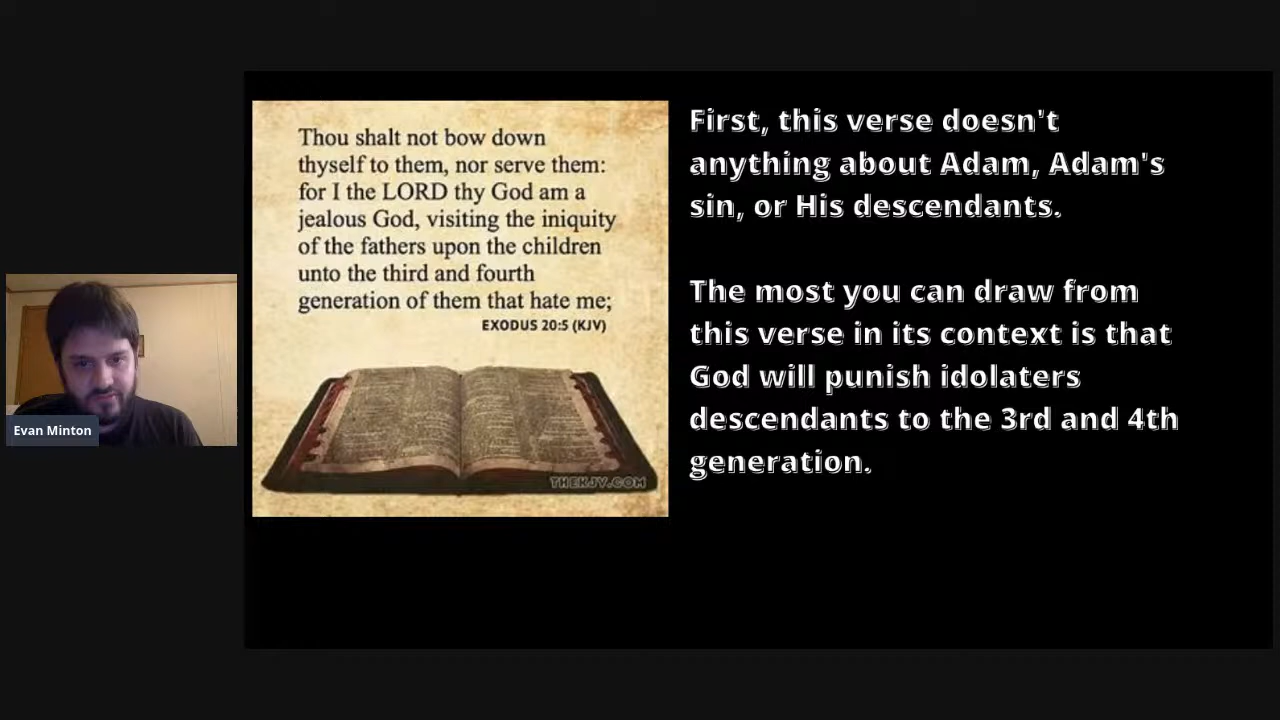 Thou shalt not bow down
thyself to them, nor serve them:
for I the LORD thy God am a
jealous God, visiting the iniquity
of the fathers upon the children
unto the third and fourth
generation of them that hate me;
EXODUS 20:5 (KJV)
THEKJV.COM
First, this verse doesn't
anything about Adam, Adam's
sin, or His descendants.
The most you can draw from
this verse in its context is that
God will punish idolaters
descendants to the 3rd and 4th
generation.
Evan Minton